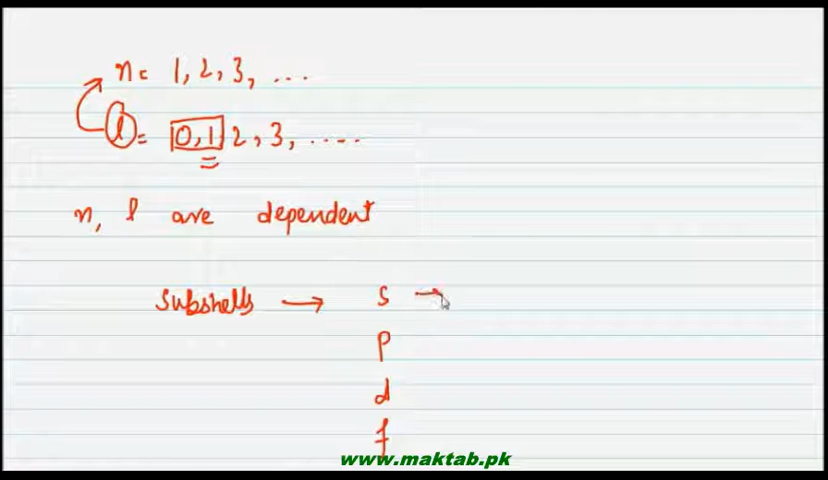 n = 1, 2, 3, ...
l = 0, 1 2, 3, .....
n, l are dependent
Subshells → s →
p
d
f
www.maktab.pk